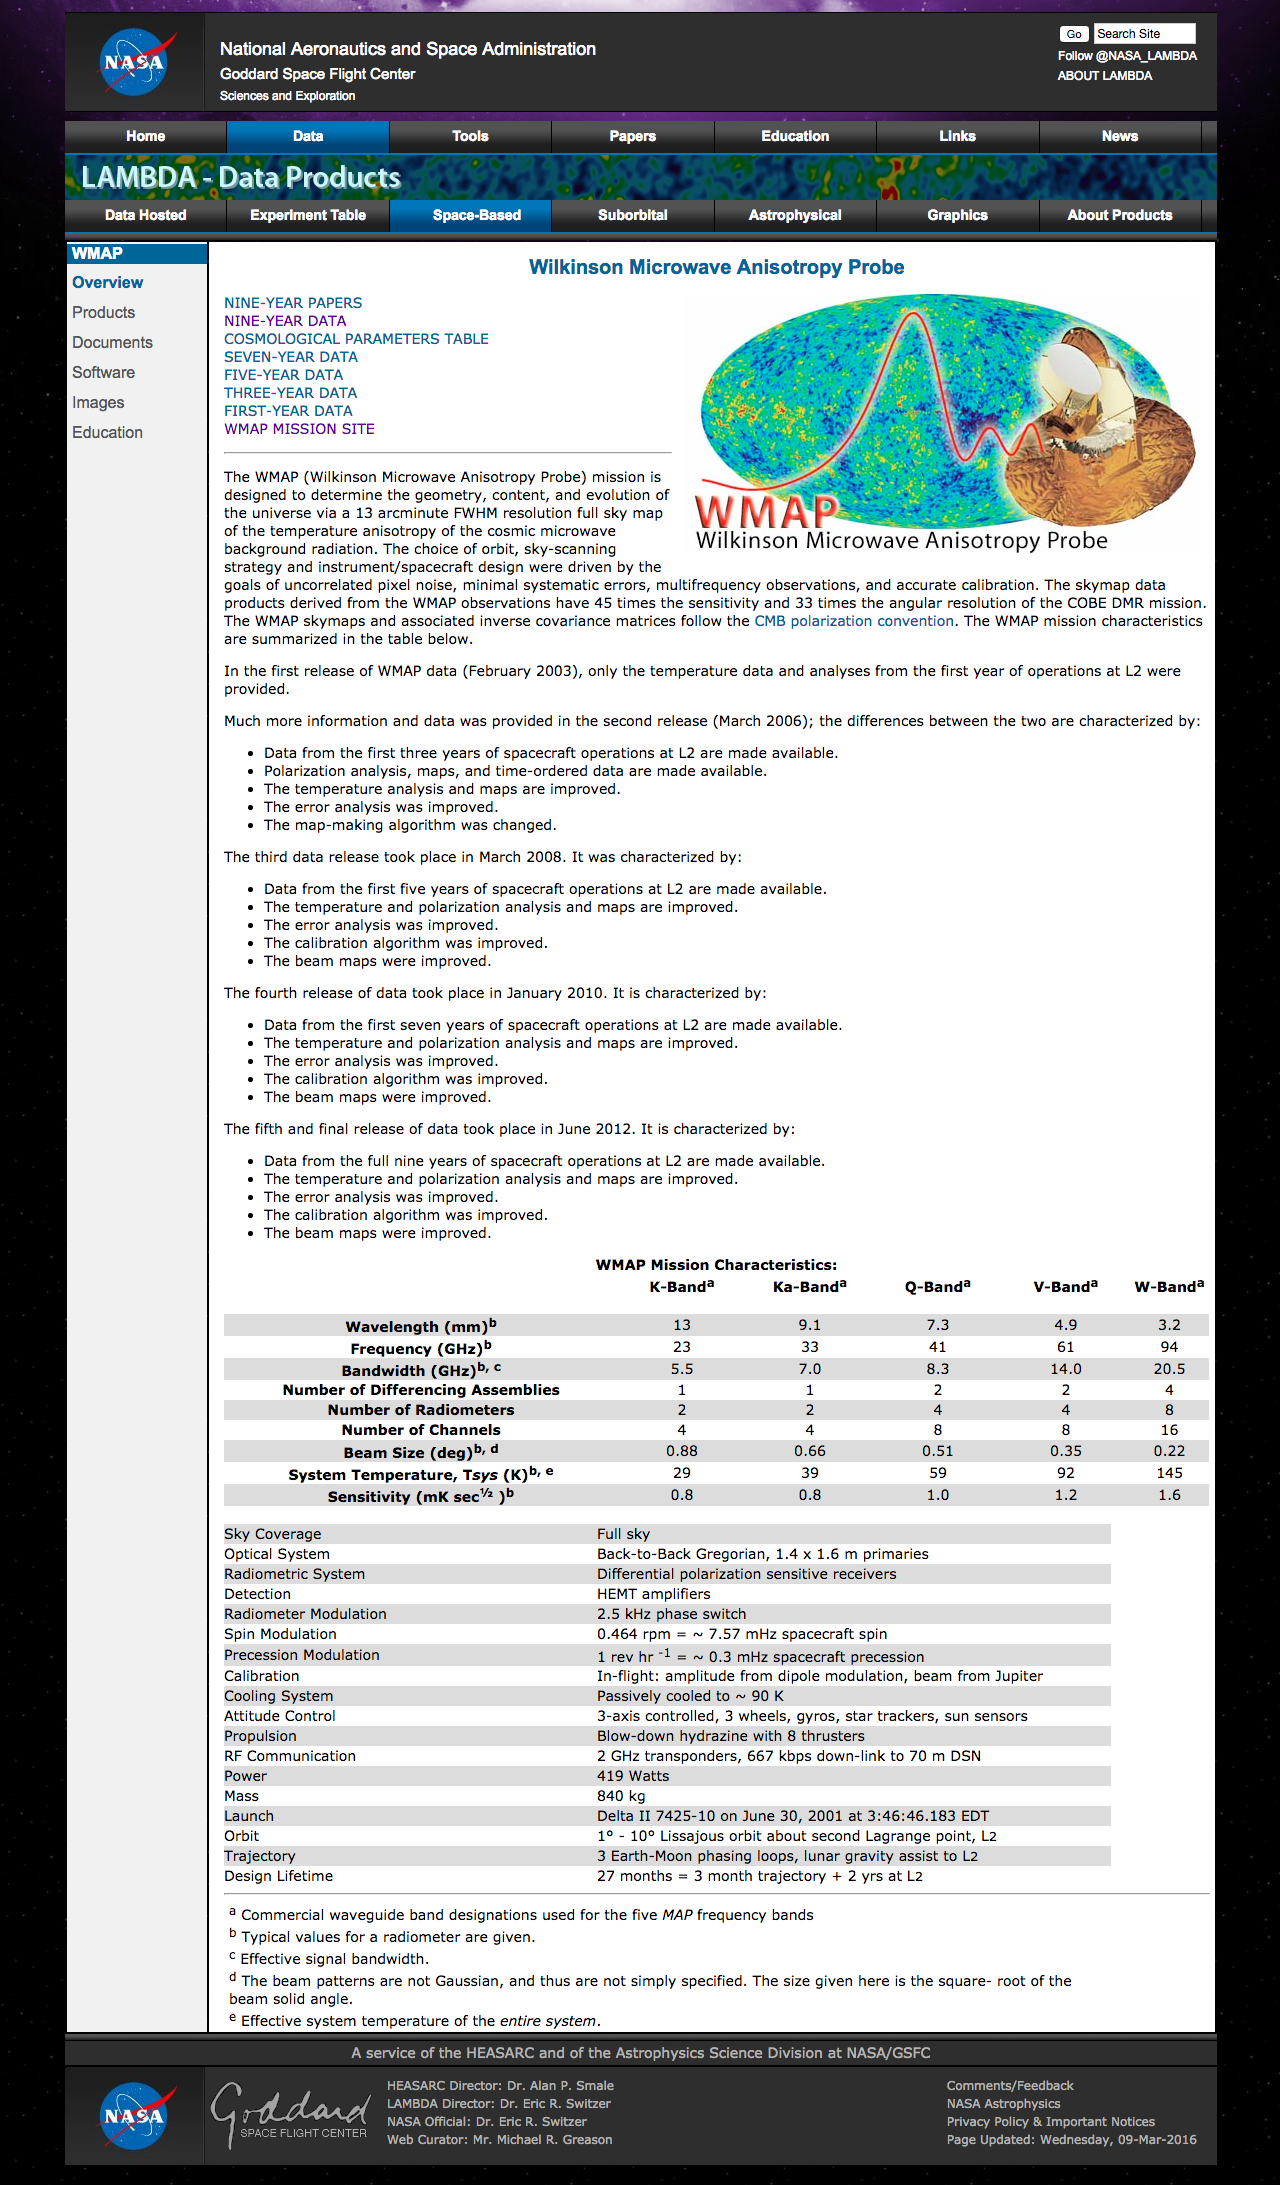 NASA
National Aeronautics and Space Administration
Goddard Space Flight Center
Sciences and Exploration
Go
Search Site
Follow @NASA_LAMBDA
ABOUT LAMBDA
Home Data Tools Papers Education Links News
LAMBDA - Data Products
Data Hosted Experiment Table Space-Based Suborbital Astrophysical Graphics About Products
WMAP
Overview
Products
Documents
Software
Images
Education
Wilkinson Microwave Anisotropy Probe
NINE-YEAR PAPERS
NINE-YEAR DATA
COSMOLOGICAL PARAMETERS TABLE
SEVEN-YEAR DATA
FIVE-YEAR DATA
THREE-YEAR DATA
FIRST-YEAR DATA
WMAP MISSION SITE
WMAP
Wilkinson Microwave Anisotropy Probe
The WMAP (Wilkinson Microwave Anisotropy Probe) mission is
designed to determine the geometry, content, and evolution of
the universe via a 13 arcminute FWHM resolution full sky map
of the temperature anisotropy of the cosmic microwave
background radiation. The choice of orbit, sky-scanning
strategy and instrument/spacecraft design were driven by the
goals of uncorrelated pixel noise, minimal systematic errors, multifrequency observations, and accurate calibration. The skymap data
products derived from the WMAP observations have 45 times the sensitivity and 33 times the angular resolution of the COBE DMR mission.
The WMAP skymaps and associated inverse covariance matrices follow the CMB polarization convention. The WMAP mission characteristics
are summarized in the table below.
In the first release of WMAP data (February 2003), only the temperature data and analyses from the first year of operations at L2 were
provided.
Much more information and data was provided in the second release (March 2006); the differences between the two are characterized by:
• Data from the first three years of spacecraft operations at L2 are made available.
• Polarization analysis, maps, and time-ordered data are made available.
• The temperature analysis and maps are improved.
• The error analysis was improved.
• The map-making algorithm was changed.
The third data release took place in March 2008. It was characterized by:
• Data from the first five years of spacecraft operations at L2 are made available.
• The temperature and polarization analysis and maps are improved.
• The error analysis was improved.
• The calibration algorithm was improved.
• The beam maps were improved.
The fourth release of data took place in January 2010. It is characterized by:
• Data from the first seven years of spacecraft operations at L2 are made available.
• The temperature and polarization analysis and maps are improved.
• The error analysis was improved.
• The calibration algorithm was improved.
• The beam maps were improved.
The fifth and final release of data took place in June 2012. It is characterized by:
• Data from the full nine years of spacecraft operations at L2 are made available.
• The temperature and polarization analysis and maps are improved.
• The error analysis was improved.
• The calibration algorithm was improved.
• The beam maps were improved.
WMAP Mission Characteristics:
K-Band^a Ka-Band^a Q-Band^a V-Band^a W-Band^a
Wavelength (mm)^b 13 9.1 7.3 4.9 3.2
Frequency (GHz)^b 23 33 41 61 94
Bandwidth (GHz)^b, c 5.5 7.0 8.3 14.0 20.5
Number of Differencing Assemblies 1 1 2 2 4
Number of Radiometers 2 2 4 4 8
Number of Channels 4 4 8 8 16
Beam Size (deg)^b, d 0.88 0.66 0.51 0.35 0.22
System Temperature, Tsys (K)^b, e 29 39 59 92 145
Sensitivity (mK sec^½ )^b 0.8 0.8 1.0 1.2 1.6
Sky Coverage Full sky
Optical System Back-to-Back Gregorian, 1.4 x 1.6 m primaries
Radiometric System Differential polarization sensitive receivers
Detection HEMT amplifiers
Radiometer Modulation 2.5 kHz phase switch
Spin Modulation 0.464 rpm = ~ 7.57 mHz spacecraft spin
Precession Modulation 1 rev hr ^-1 = ~ 0.3 mHz spacecraft precession
Calibration In-flight: amplitude from dipole modulation, beam from Jupiter
Cooling System Passively cooled to ~ 90 K
Attitude Control 3-axis controlled, 3 wheels, gyros, star trackers, sun sensors
Propulsion Blow-down hydrazine with 8 thrusters
RF Communication 2 GHz transponders, 667 kbps down-link to 70 m DSN
Power 419 Watts
Mass 840 kg
Launch Delta II 7425-10 on June 30, 2001 at 3:46:46.183 EDT
Orbit 1° - 10° Lissajous orbit about second Lagrange point, L2
Trajectory 3 Earth-Moon phasing loops, lunar gravity assist to L2
Design Lifetime 27 months = 3 month trajectory + 2 yrs at L2
^a Commercial waveguide band designations used for the five MAP frequency bands
^b Typical values for a radiometer are given.
^c Effective signal bandwidth.
^d The beam patterns are not Gaussian, and thus are not simply specified. The size given here is the square- root of the
beam solid angle.
^e Effective system temperature of the entire system.
A service of the HEASARC and of the Astrophysics Science Division at NASA/GSFC
NASA
Goddard
SPACE FLIGHT CENTER
HEASARC Director: Dr. Alan P. Smale
LAMBDA Director: Dr. Eric R. Switzer
NASA Official: Dr. Eric R. Switzer
Web Curator: Mr. Michael R. Greason
Comments/Feedback
NASA Astrophysics
Privacy Policy & Important Notices
Page Updated: Wednesday, 09-Mar-2016